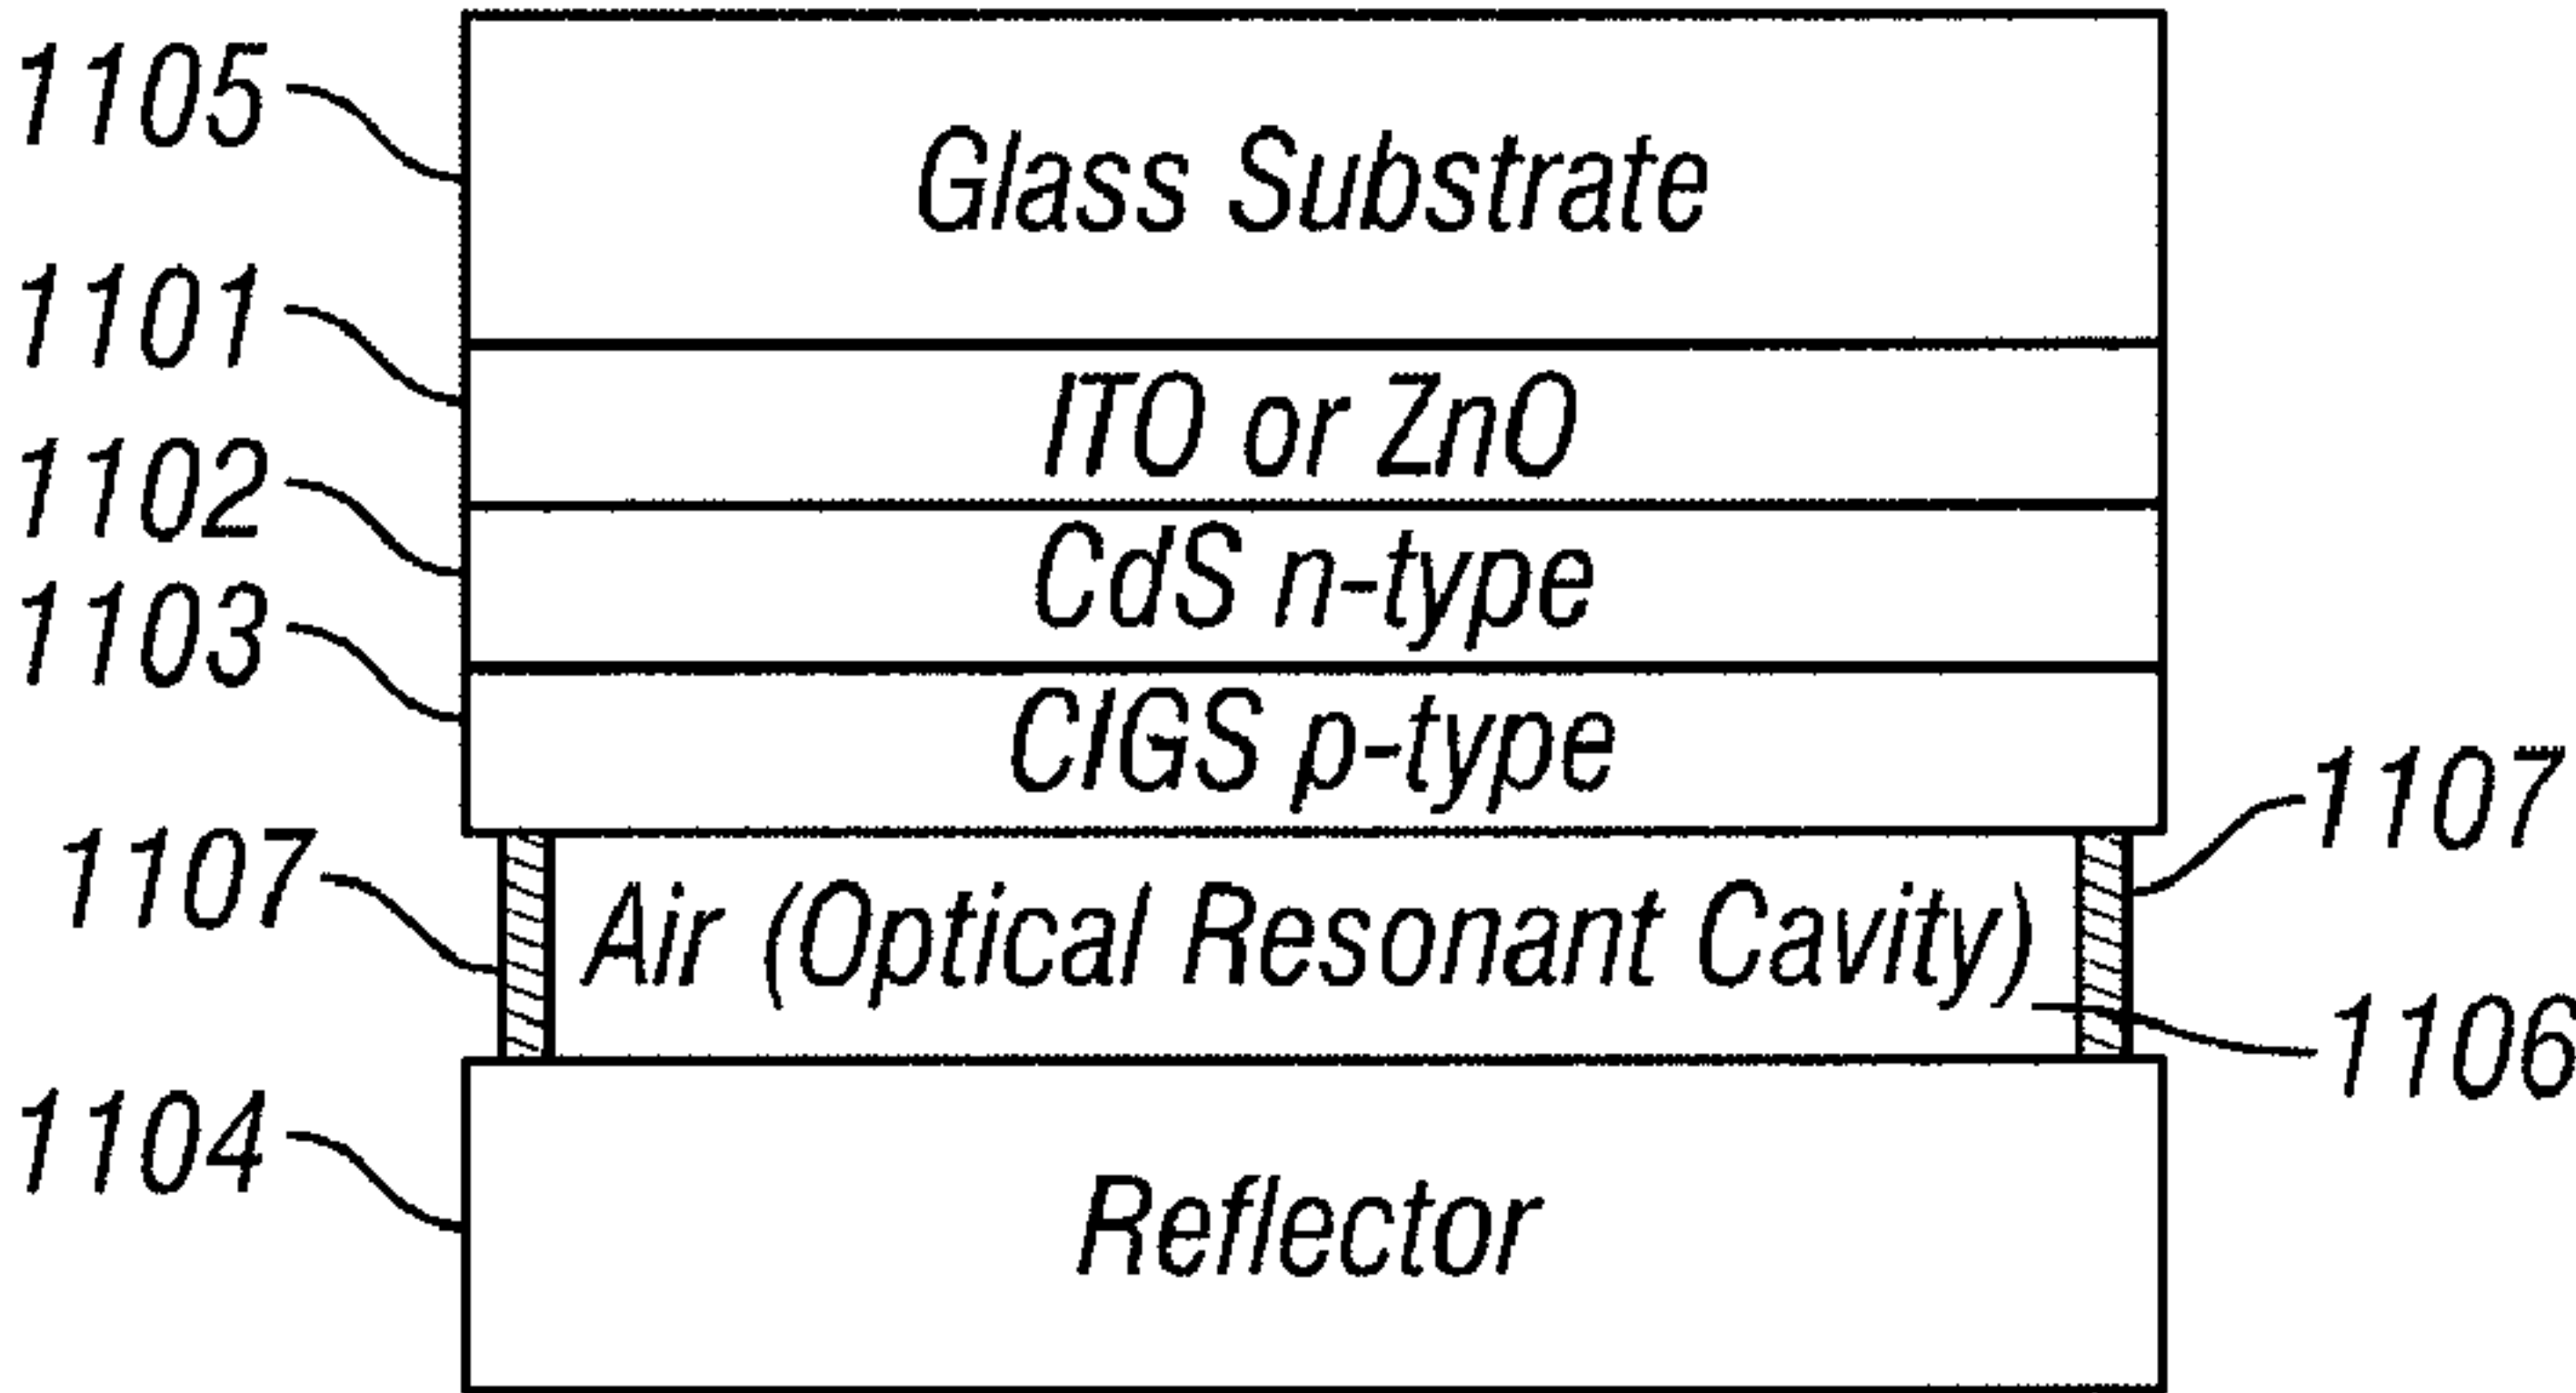 1105
Glass Substrate
1101
ITO or ZnO
1102
CdS n-type
1103
CIGS p-type
1107
1107
Air (Optical Resonant Cavity)
1106
1104
Reflector